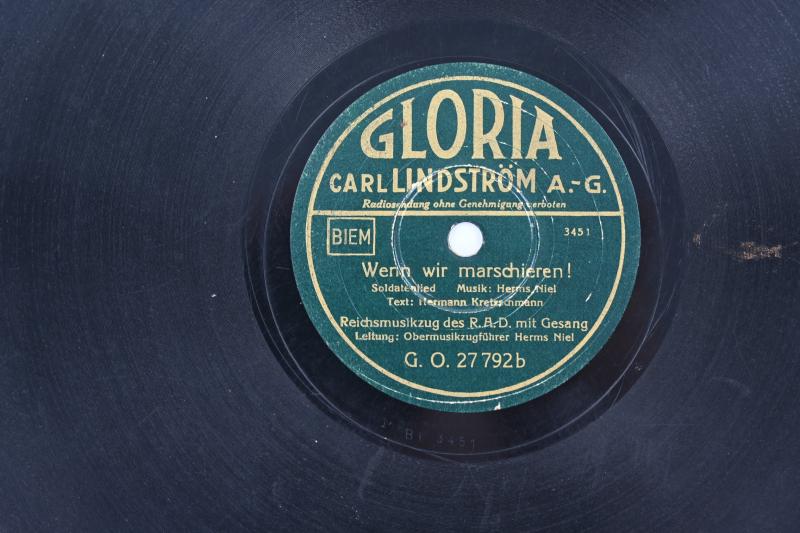 GLORIA
CARL LINDSTRÖM A.-G.
Radiosendung ohne Genehmigung verboten
BIEM
3451
Wenn wir marschieren!
Soldatenlied Musik: Herms Niel
Text: Hermann Kretzschmann
Reichsmusikzug des R.A.D. mit Gesang
Leitung: Obermusikzugführer Herms Niel
G. O. 27792b
3451